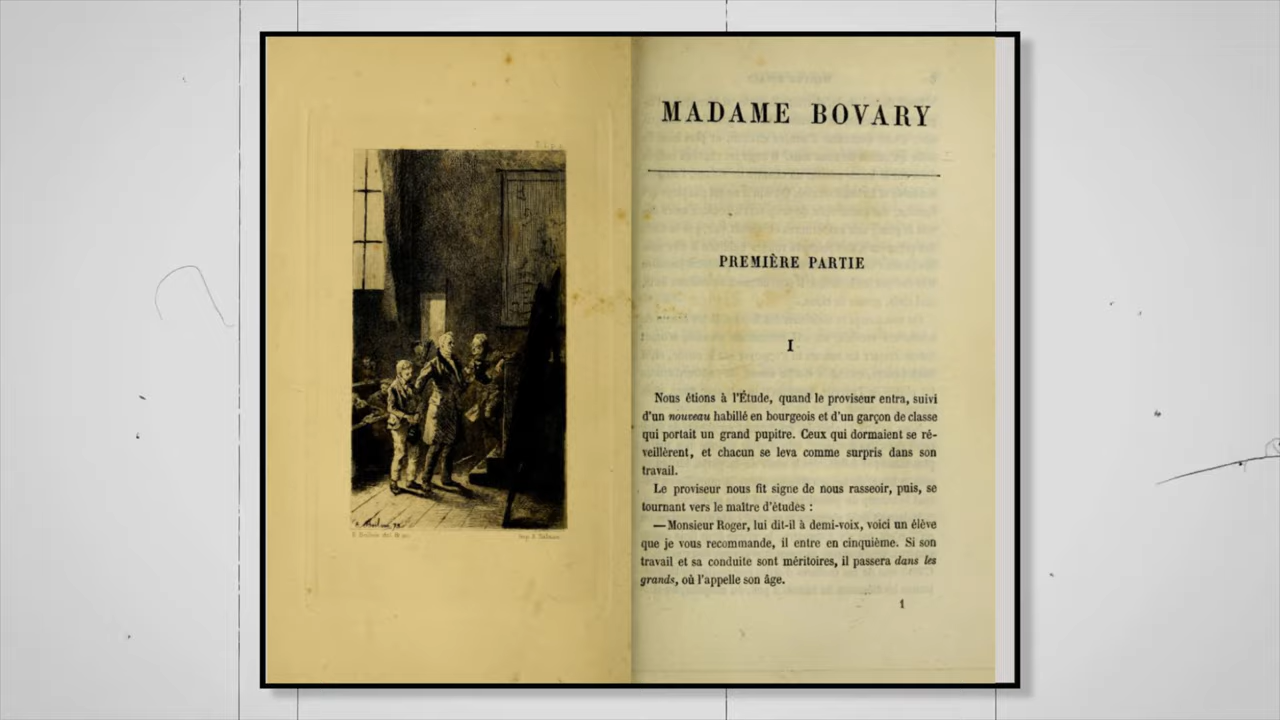 MADAME BOVARY
PREMIÈRE PARTIE
I
Nous étions à l'Étude, quand le proviseur entra, suivi
d'un nouveau habillé en bourgeois et d'un garçon de classe
qui portait un grand pupitre. Ceux qui dormaient se ré-
veillèrent, et chacun se leva comme surpris dans son
travail.
Le proviseur nous fit signe de nous rasseoir, puis, se
tournant vers le maître d'études :
—Monsieur Roger, lui dit-il à demi-voix, voici un élève
que je vous recommande, il entre en cinquième. Si son
travail et sa conduite sont méritoires, il passera dans les
grands, où l'appelle son âge.
1